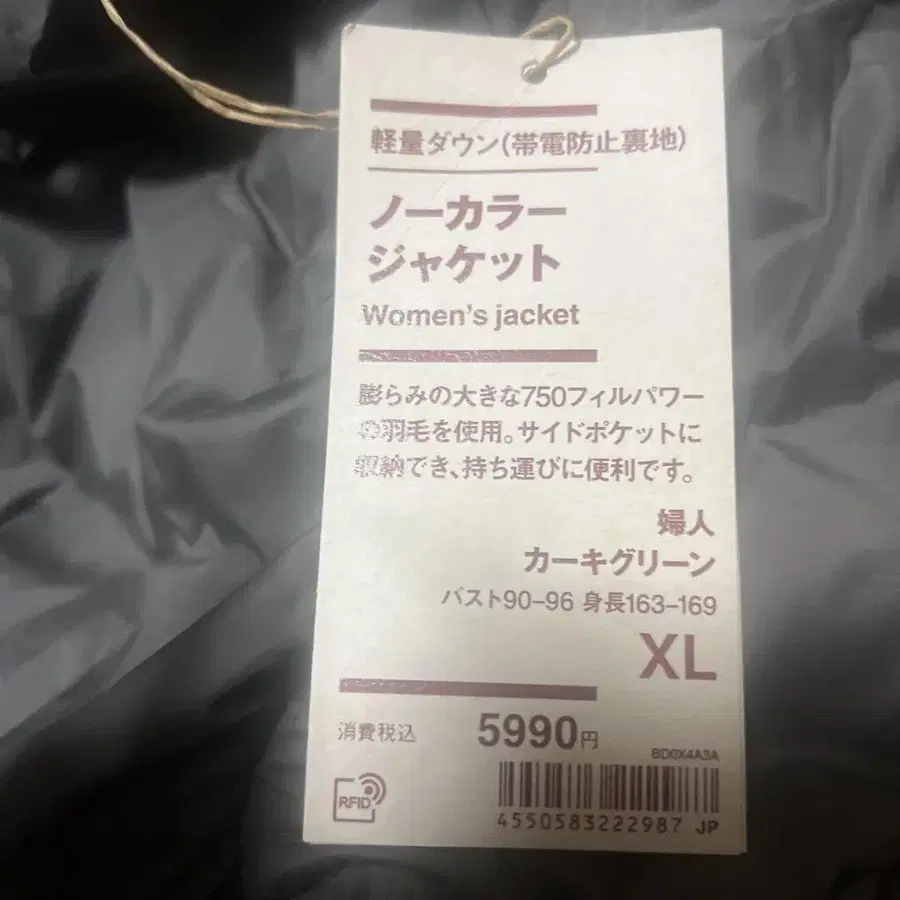 軽量ダウン(帯電防止裏地)
ノーカラー
ジャケット
Women's jacket
膨らみの大きな750フィルパワー
の羽毛を使用。サイドポケットに
収納でき、持ち運びに便利です。
婦人
カーキグリーン
バスト90–96 身長163–169
XL
消費税込 5990円
BD0X4A3A
RFID
4550583222987 JP